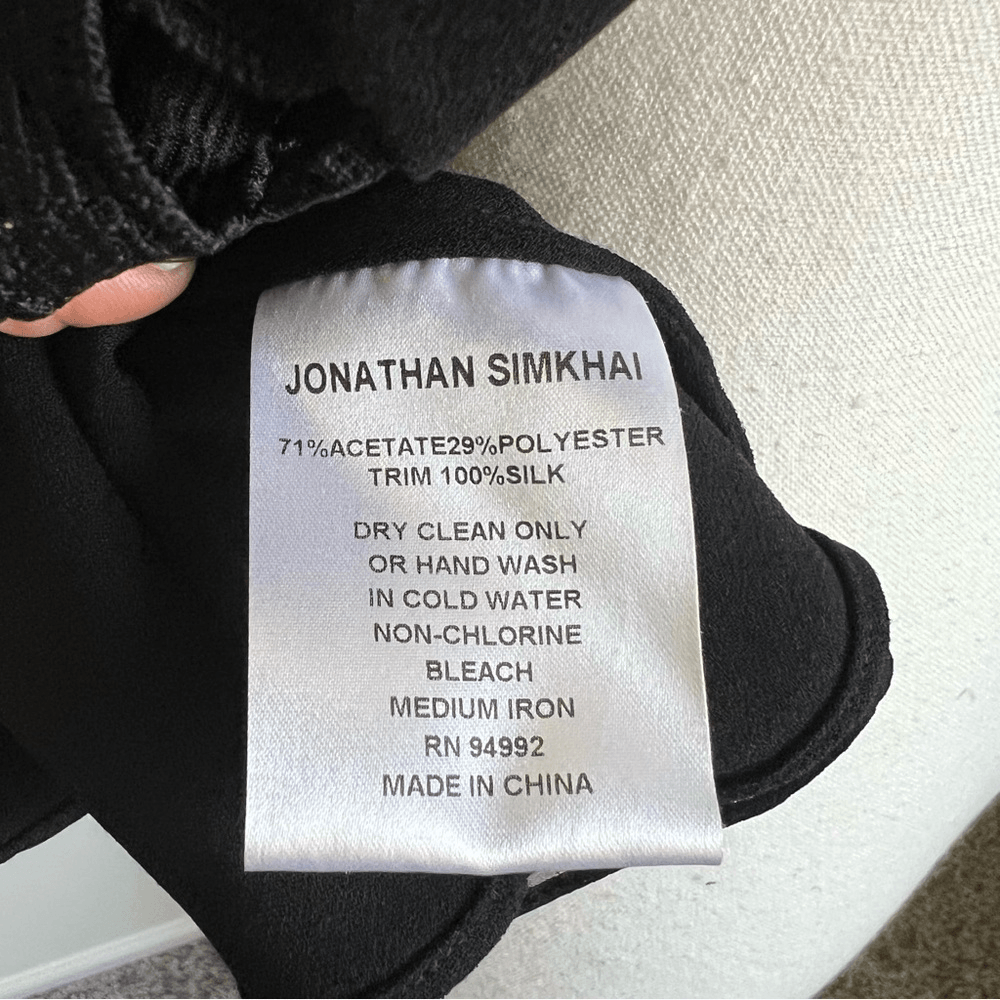 JONATHAN SIMKHAI
71%ACETATE29%POLYESTER
TRIM 100%SILK
DRY CLEAN ONLY
OR HAND WASH
IN COLD WATER
NON-CHLORINE
BLEACH
MEDIUM IRON
RN 94992
MADE IN CHINA